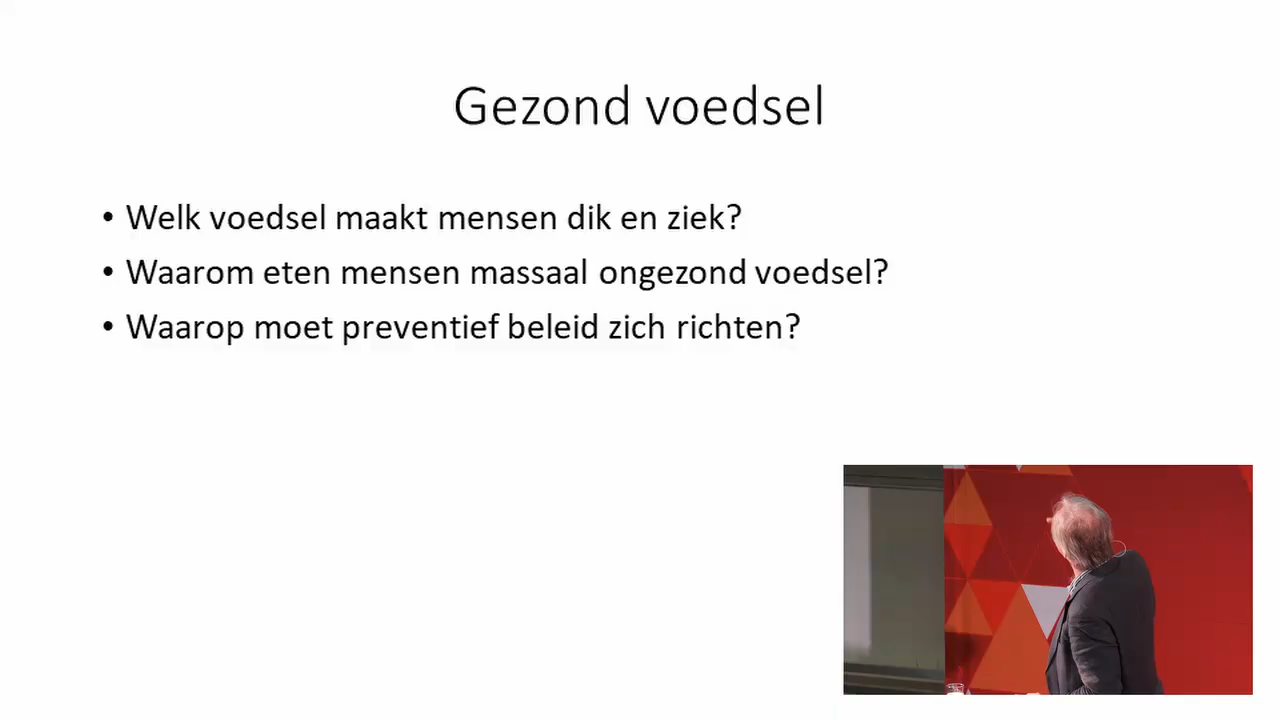 Gezond voedsel
• Welk voedsel maakt mensen dik en ziek?
• Waarom eten mensen massaal ongezond voedsel?
• Waarop moet preventief beleid zich richten?